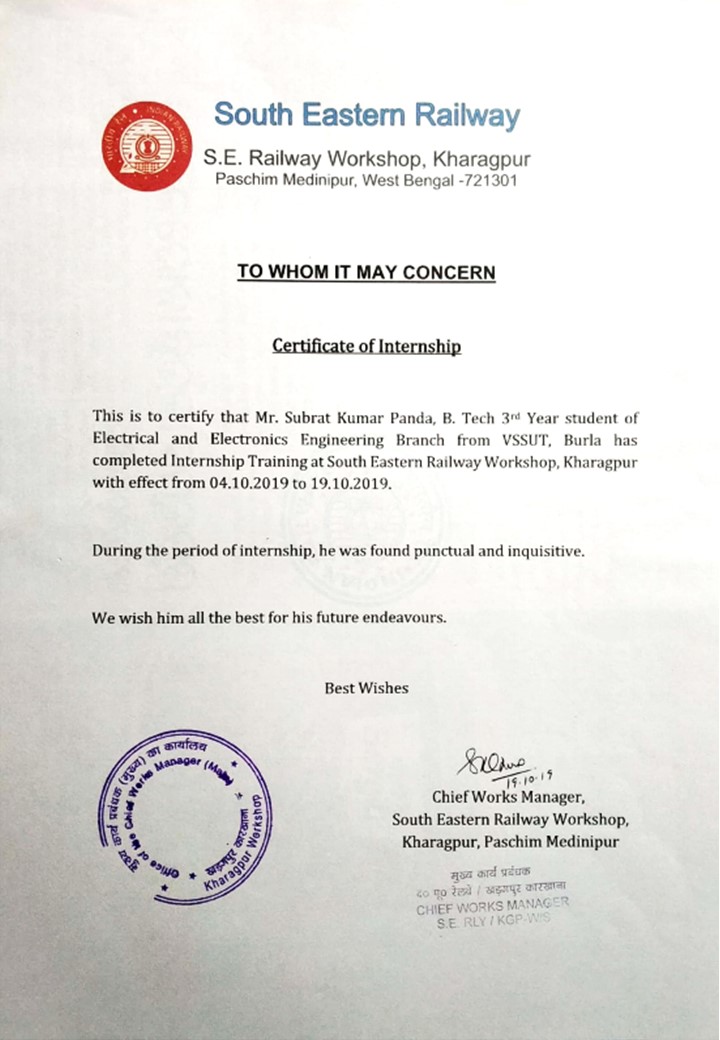 South Eastern Railway
S.E. Railway Workshop, Kharagpur
Paschim Medinipur, West Bengal -721301
TO WHOM IT MAY CONCERN
Certificate of Internship
This is to certify that Mr. Subrat Kumar Panda, B. Tech 3rd Year student of
Electrical and Electronics Engineering Branch from VSSUT, Burla has
completed Internship Training at South Eastern Railway Workshop, Kharagpur
with effect from 04.10.2019 to 19.10.2019.
During the period of internship, he was found punctual and inquisitive.
We wish him all the best for his future endeavours.
Best Wishes
मुख्य कार्य प्रबंधक (मुख्य) का कार्यालय
Office of the Chief Works Manager (Main)
खड़गपुर कारखाना
Kharagpur Workshop
19.10.19
Chief Works Manager,
South Eastern Railway Workshop,
Kharagpur, Paschim Medinipur
मुख्य कार्य प्रबंधक
द० पू० रेलवे / खड़गपुर कारखाना
CHIEF WORKS MANAGER
S.E. RLY / KGP-W/S